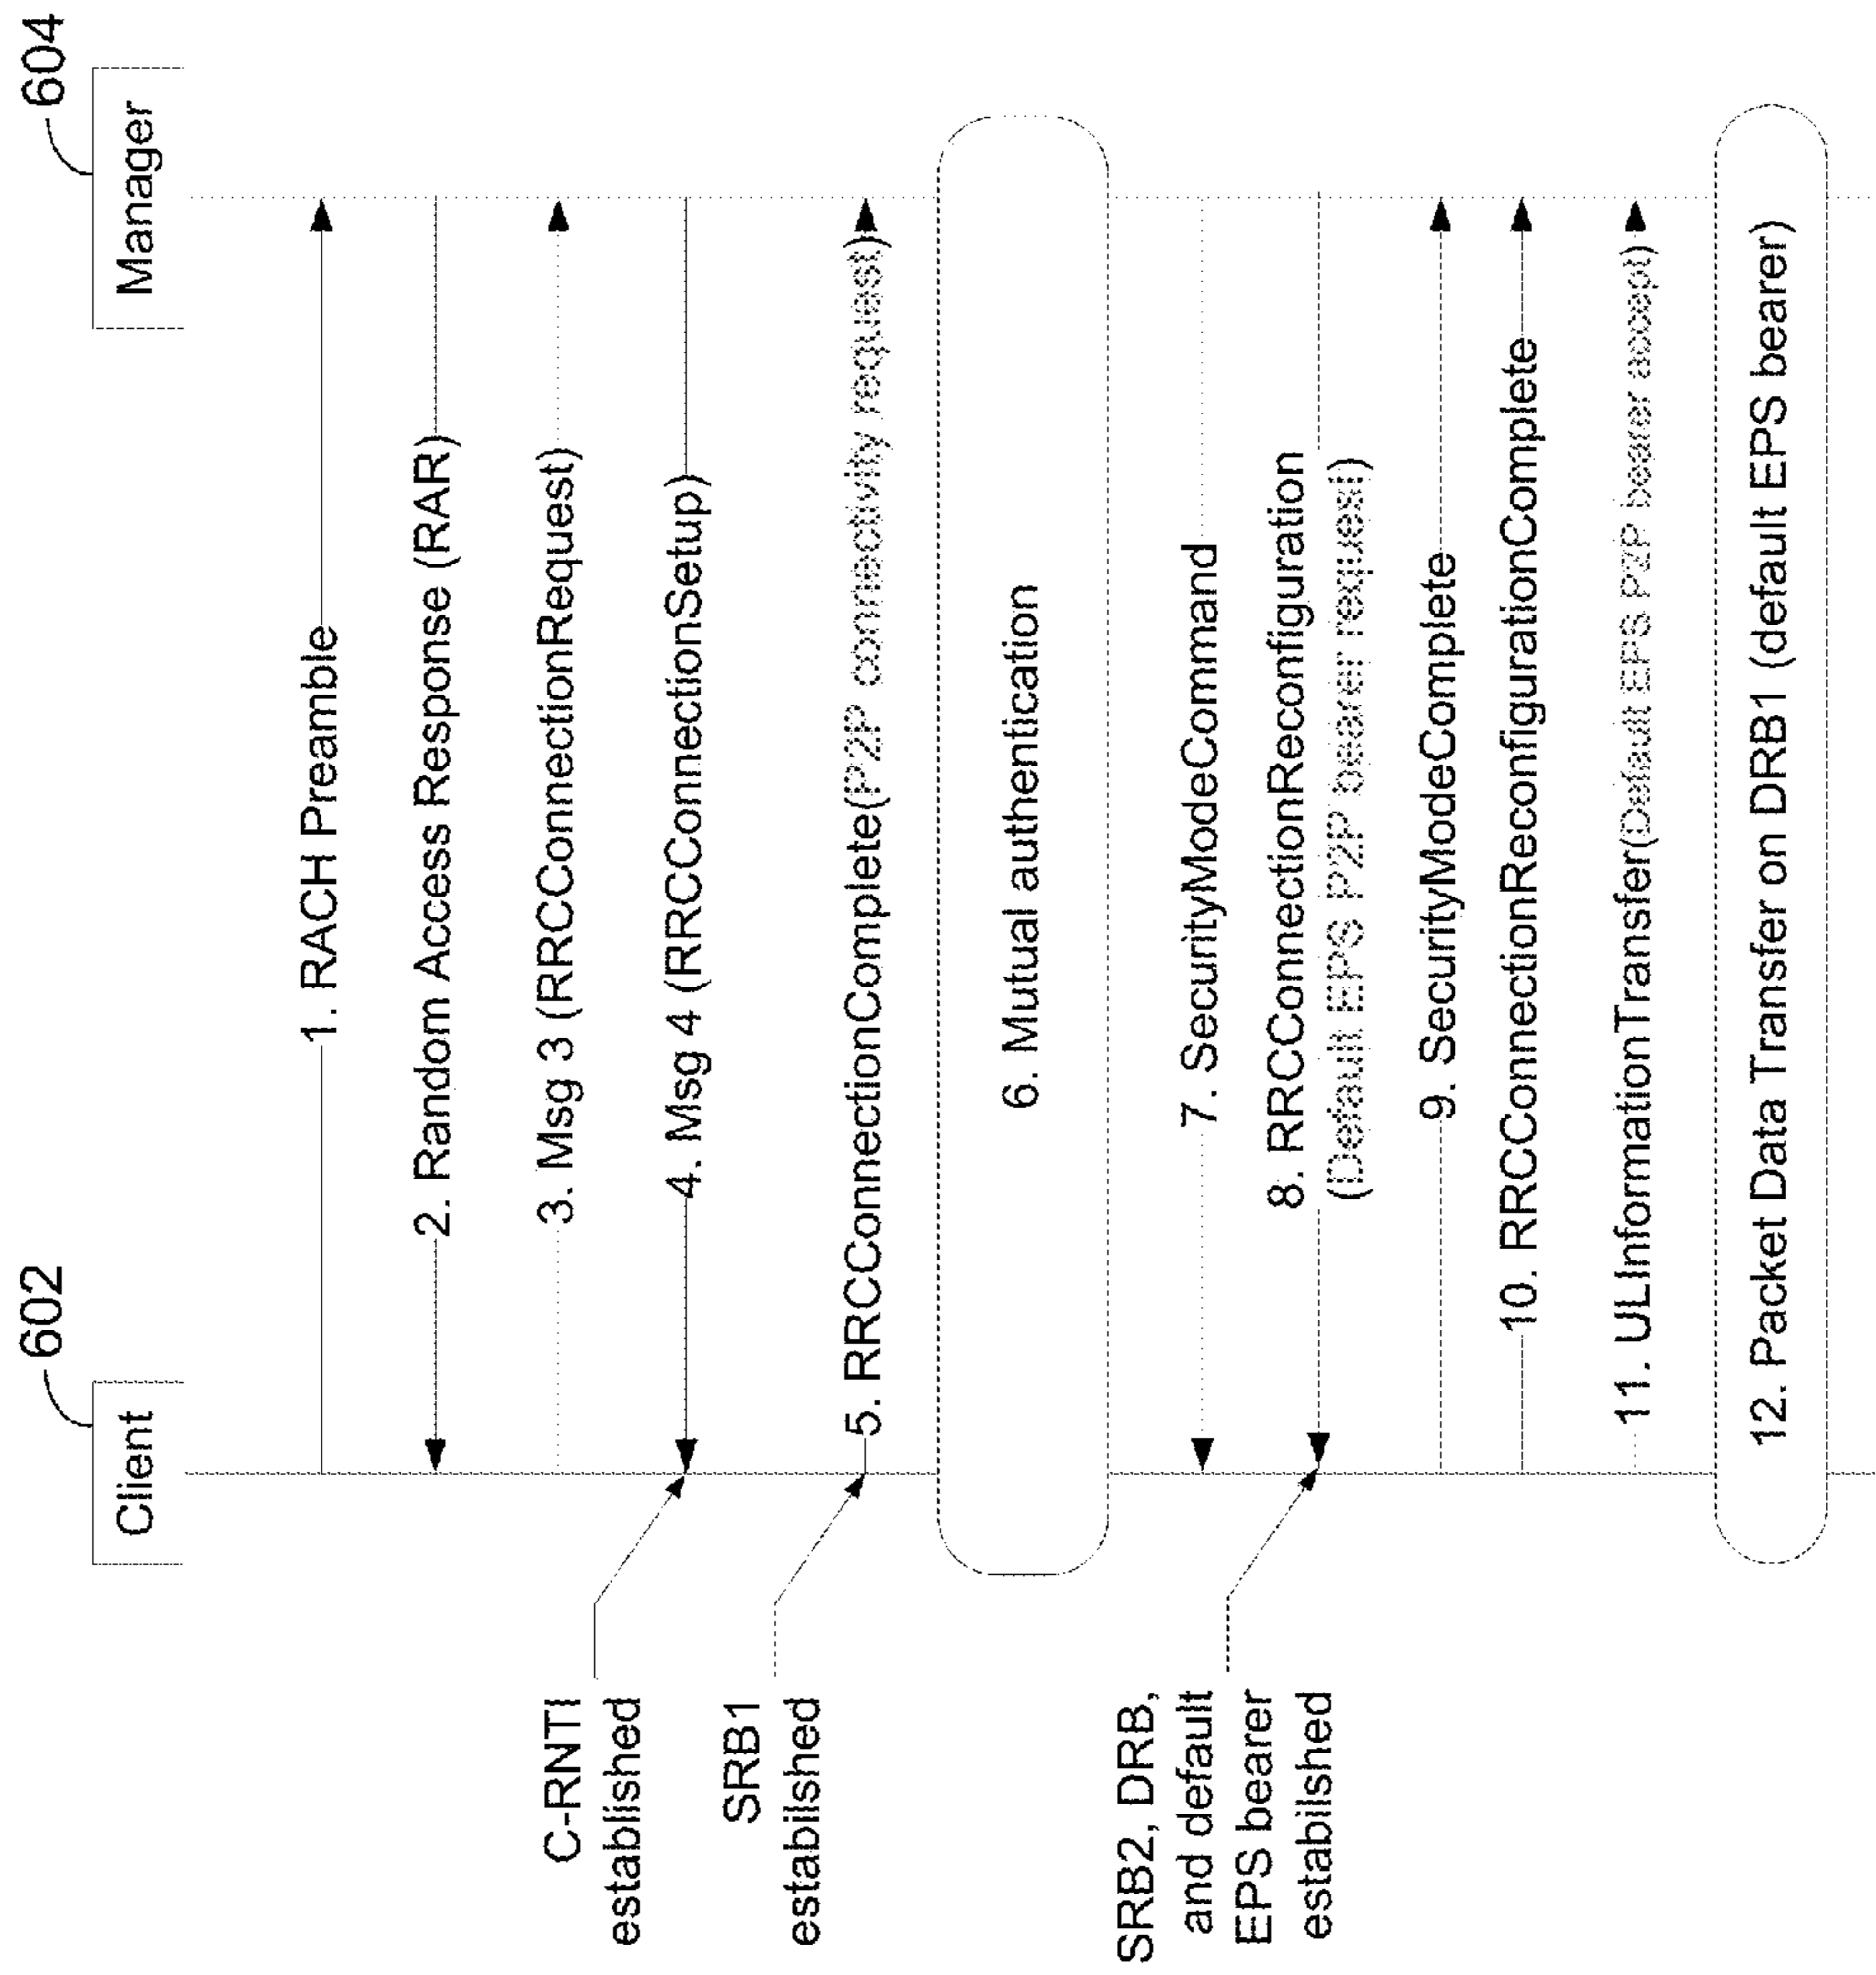 602
604
Client
Manager
1. RACH Preamble
2. Random Access Response (RAR)
3. Msg 3 (RRCConnectionRequest)
C-RNTI
established
4. Msg 4 (RRCConnectionSetup)
SRB1
established
5. RRCConnectionComplete(P2P connectivity request)
6. Mutual authentication
7. SecurityModeCommand
SRB2, DRB,
and default
EPS bearer
established
8. RRCConnectionReconfiguration
(Default EPS P2P bearer request)
9. SecurityModeComplete
10. RRCConnectionReconfigurationComplete
11. ULInformationTransfer(Default EPS P2P bearer accept)
12. Packet Data Transfer on DRB1 (default EPS bearer)